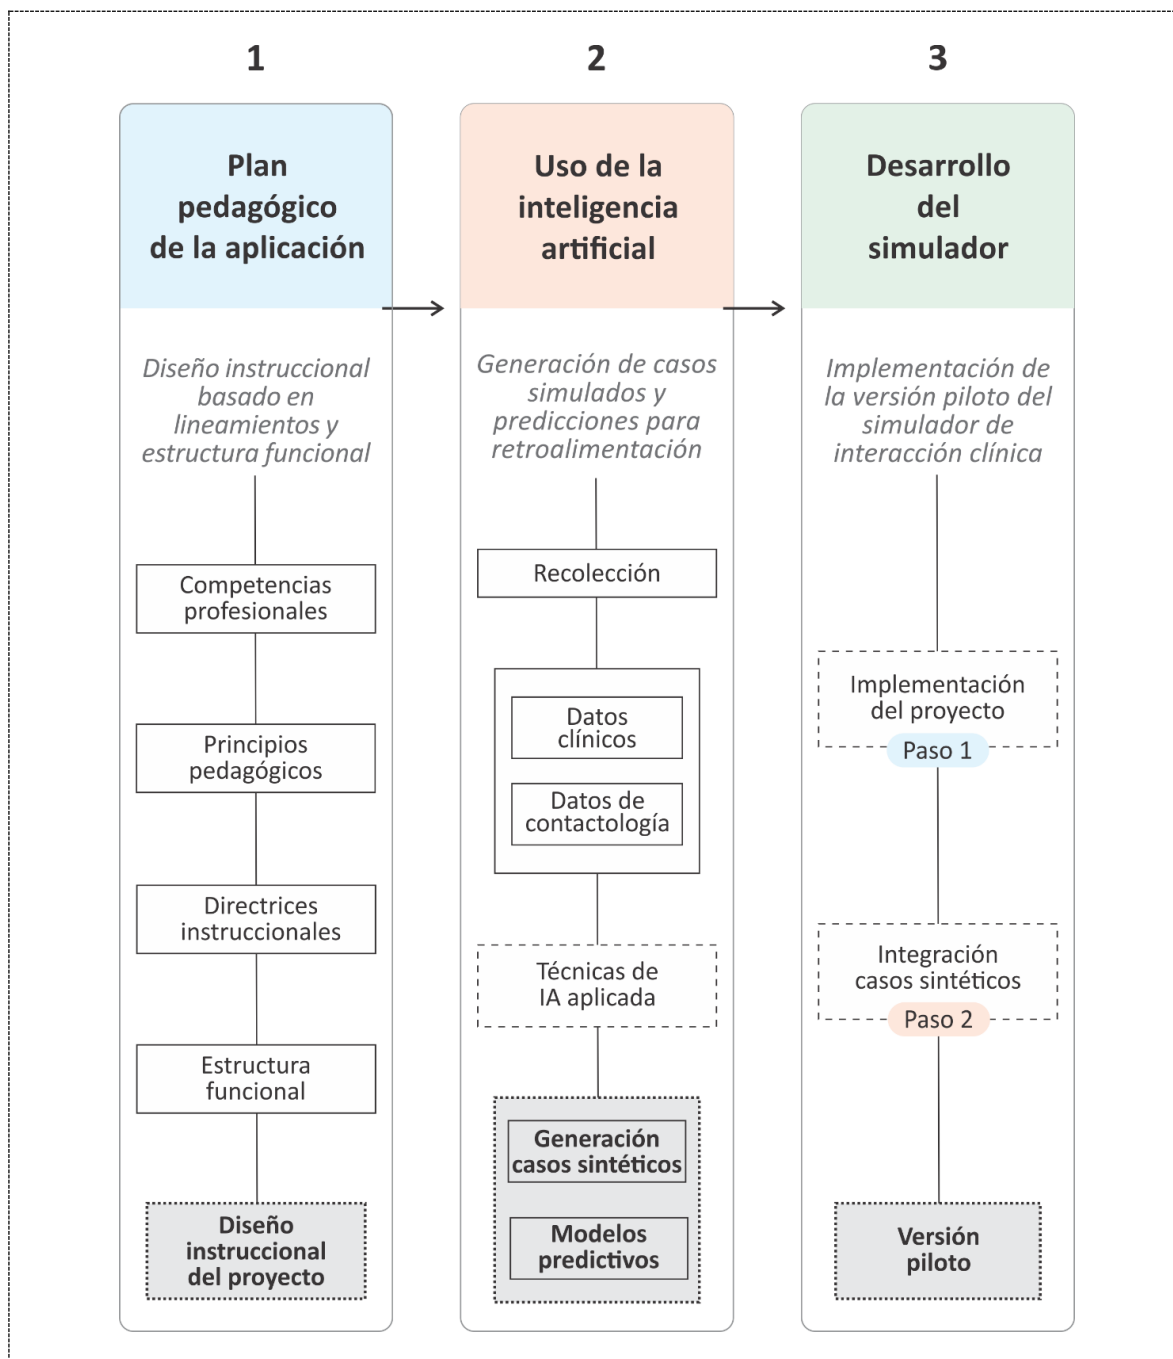 1
Plan
pedagógico
de la aplicación
Diseño instruccional
basado en
lineamientos y
estructura funcional
Competencias
profesionales
Principios
pedagógicos
Directrices
instruccionales
Estructura
funcional
Diseño
instruccional
del proyecto
2
Uso de la
inteligencia
artificial
Generación de casos
simulados y
predicciones para
retroalimentación
Recolección
Datos
clínicos
Datos de
contactología
Técnicas de
IA aplicada
Generación
casos sintéticos
Modelos
predictivos
3
Desarrollo
del
simulador
Implementación de
la versión piloto del
simulador de
interacción clínica
Implementación
del proyecto
Paso 1
Integración
casos sintéticos
Paso 2
Versión
piloto